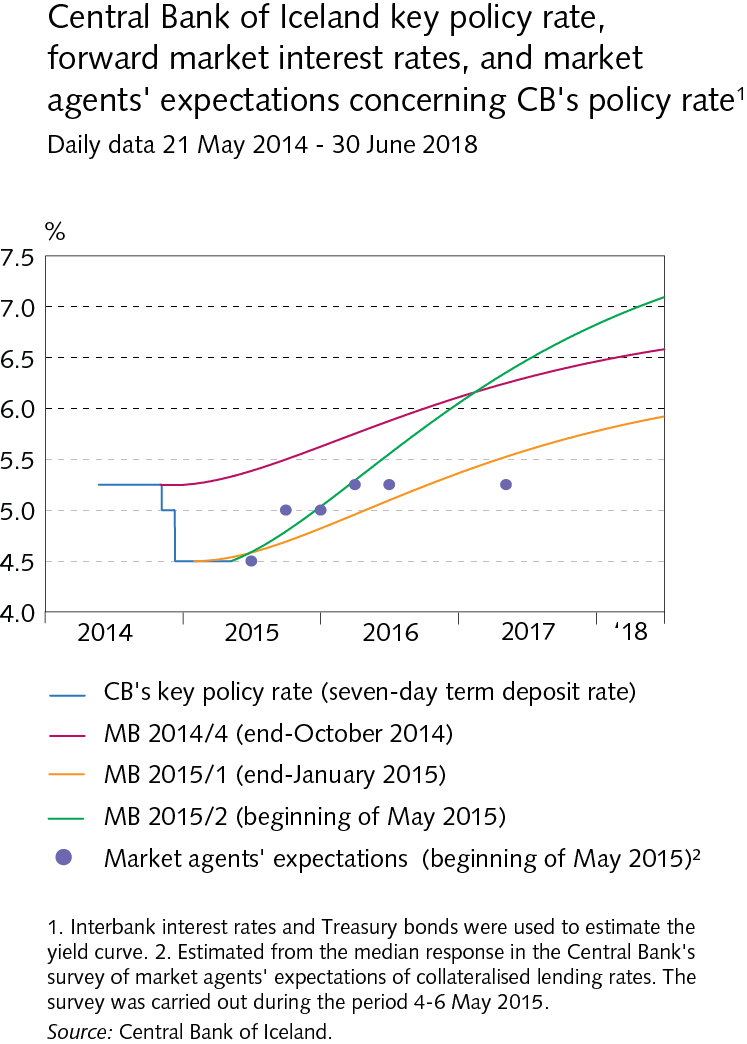 Central Bank of Iceland key policy rate,
forward market interest rates, and market
agents' expectations concerning CB's policy rate¹
Daily data 21 May 2014 - 30 June 2018
%
7.5
7.0
6.5
6.0
5.5
5.0
4.5
4.0
2014 2015 2016 2017 ‘18
CB's key policy rate (seven-day term deposit rate)
MB 2014/4 (end-October 2014)
MB 2015/1 (end-January 2015)
MB 2015/2 (beginning of May 2015)
Market agents' expectations (beginning of May 2015)²
1. Interbank interest rates and Treasury bonds were used to estimate the
yield curve. 2. Estimated from the median response in the Central Bank's
survey of market agents' expectations of collateralised lending rates. The
survey was carried out during the period 4-6 May 2015.
Source: Central Bank of Iceland.